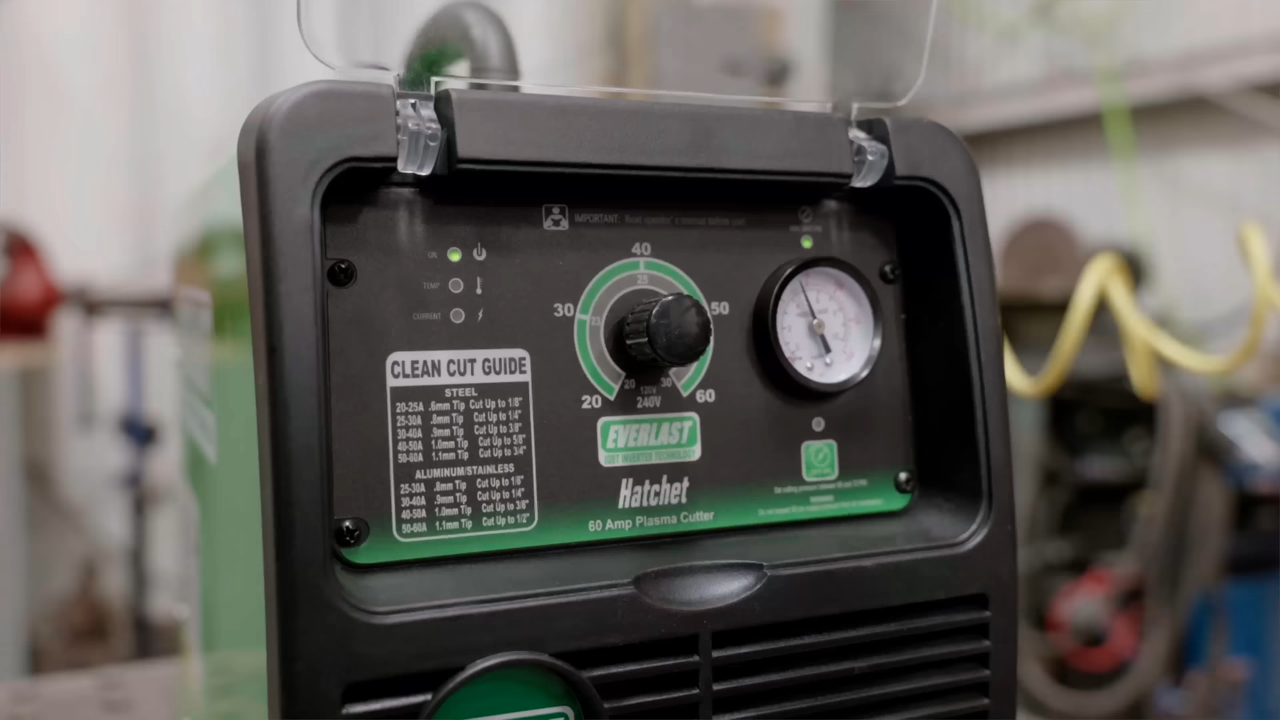 IMPORTANT: Read operator's manual before use!
ON
TEMP
CURRENT
40
30
50
25
23
20
30
120V
20
240V
60
CLEAN CUT GUIDE
STEEL
20-25A .6mm Tip Cut Up to 1/8"
25-30A .8mm Tip Cut Up to 1/4"
30-40A .9mm Tip Cut Up to 3/8"
40-50A 1.0mm Tip Cut Up to 5/8"
50-60A 1.1mm Tip Cut Up to 3/4"
ALUMINUM/STAINLESS
25-30A .8mm Tip Cut Up to 1/8"
30-40A .9mm Tip Cut Up to 1/4"
40-50A 1.0mm Tip Cut Up to 3/8"
50-60A 1.1mm Tip Cut Up to 1/2"
EVERLAST
IGBT INVERTER TECHNOLOGY
Hatchet
60 Amp Plasma Cutter